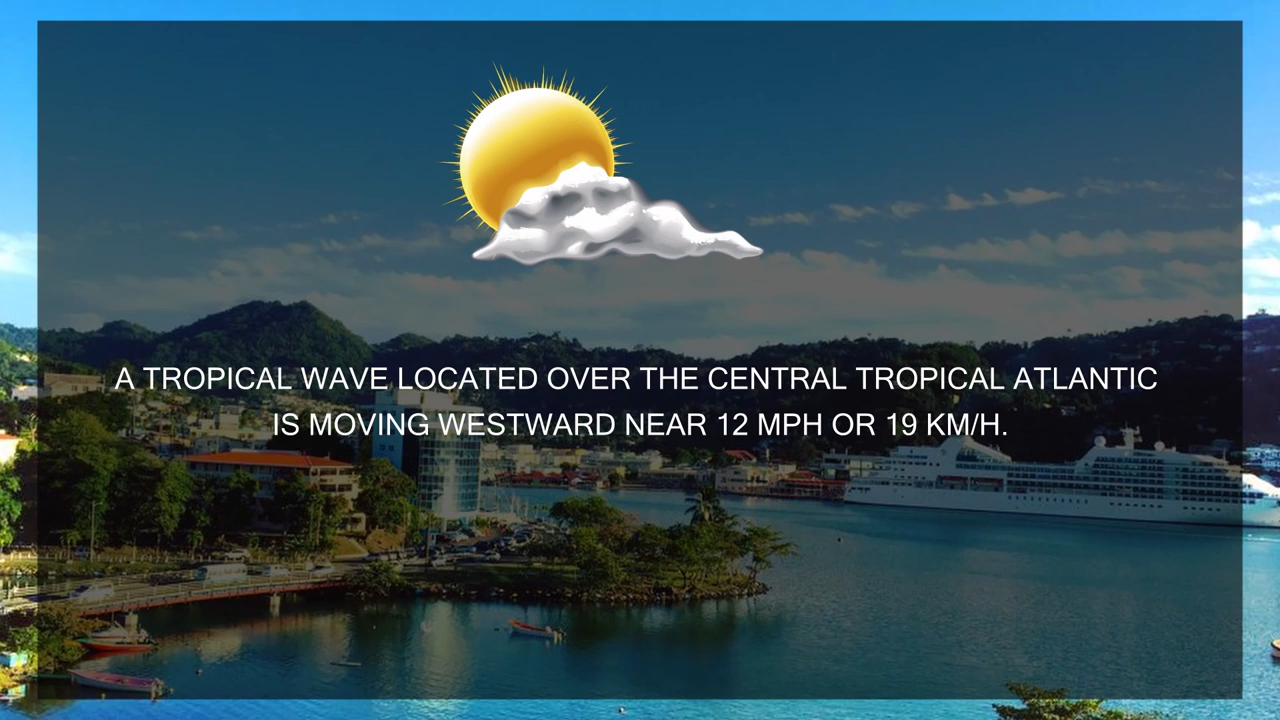 A TROPICAL WAVE LOCATED OVER THE CENTRAL TROPICAL ATLANTIC
IS MOVING WESTWARD NEAR 12 MPH OR 19 KM/H.